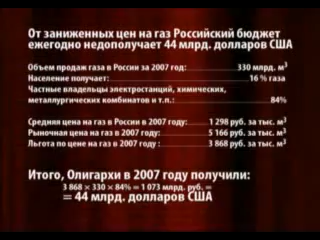 От заниженных цен на газ Российский бюджет
ежегодно недополучает 44 млрд. долларов США
Объем продаж газа в России за 2007 год: 330 млрд. м³
Население получает: 16 % газа
Частные владельцы электростанций, химических,
металлургических комбинатов и т.п.: 84%
Средняя цена на газ в России в 2007 году: 1 298 руб. за тыс. м³
Рыночная цена на газ в 2007 году : 5 166 руб. за тыс. м³
Льгота по цене на газ в 2007 году : 3 868 руб. за тыс. м³
Итого, Олигархи в 2007 году получили:
3 868 × 330 × 84% = 1 073 млрд. руб. =
= 44 млрд. долларов США